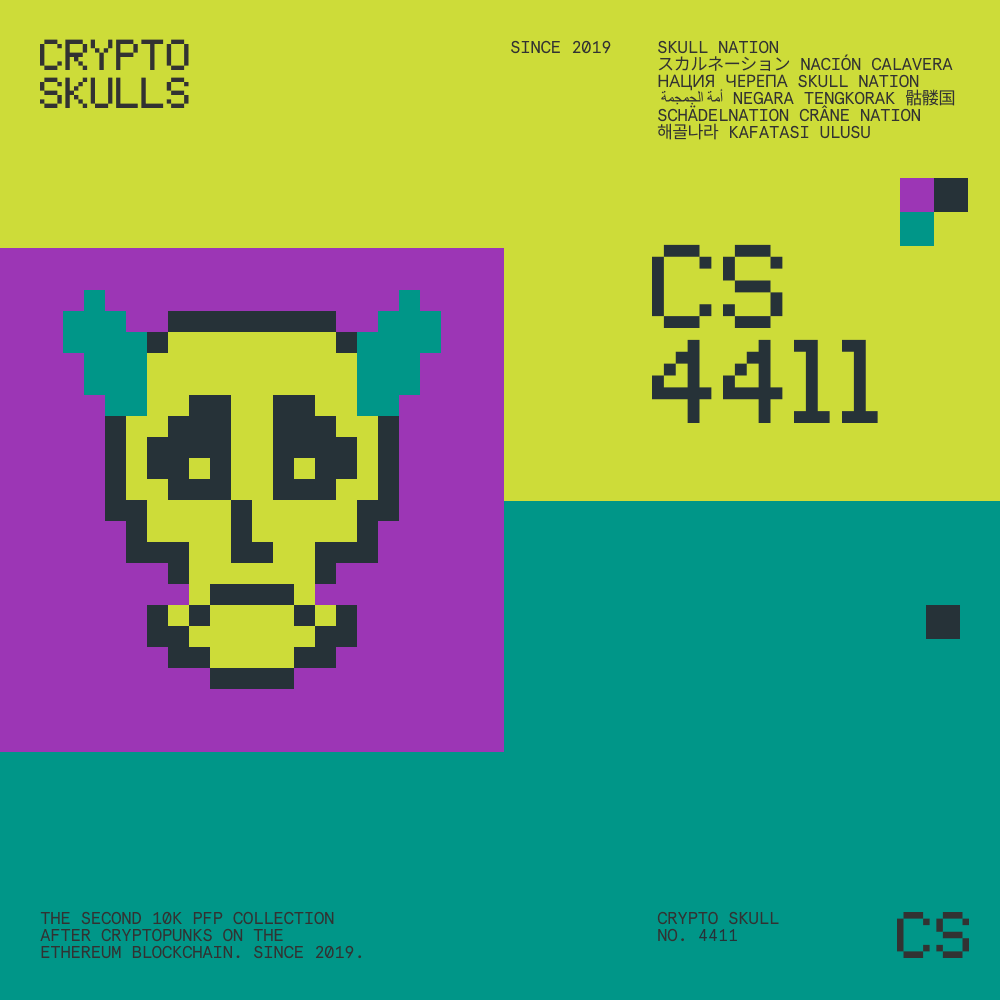 CRYPTO
SKULLS
SINCE 2019
SKULL NATION
スカルネーション NACIÓN CALAVERA
НАЦИЯ ЧЕРЕПА SKULL NATION
أمة الجمجمة NEGARA TENGKORAK 骷髅国
SCHÄDELNATION CRÂNE NATION
해골나라 KAFATASI ULUSU
CS
4411
THE SECOND 10K PFP COLLECTION
AFTER CRYPTOPUNKS ON THE
ETHEREUM BLOCKCHAIN. SINCE 2019.
CRYPTO SKULL
NO. 4411
CS